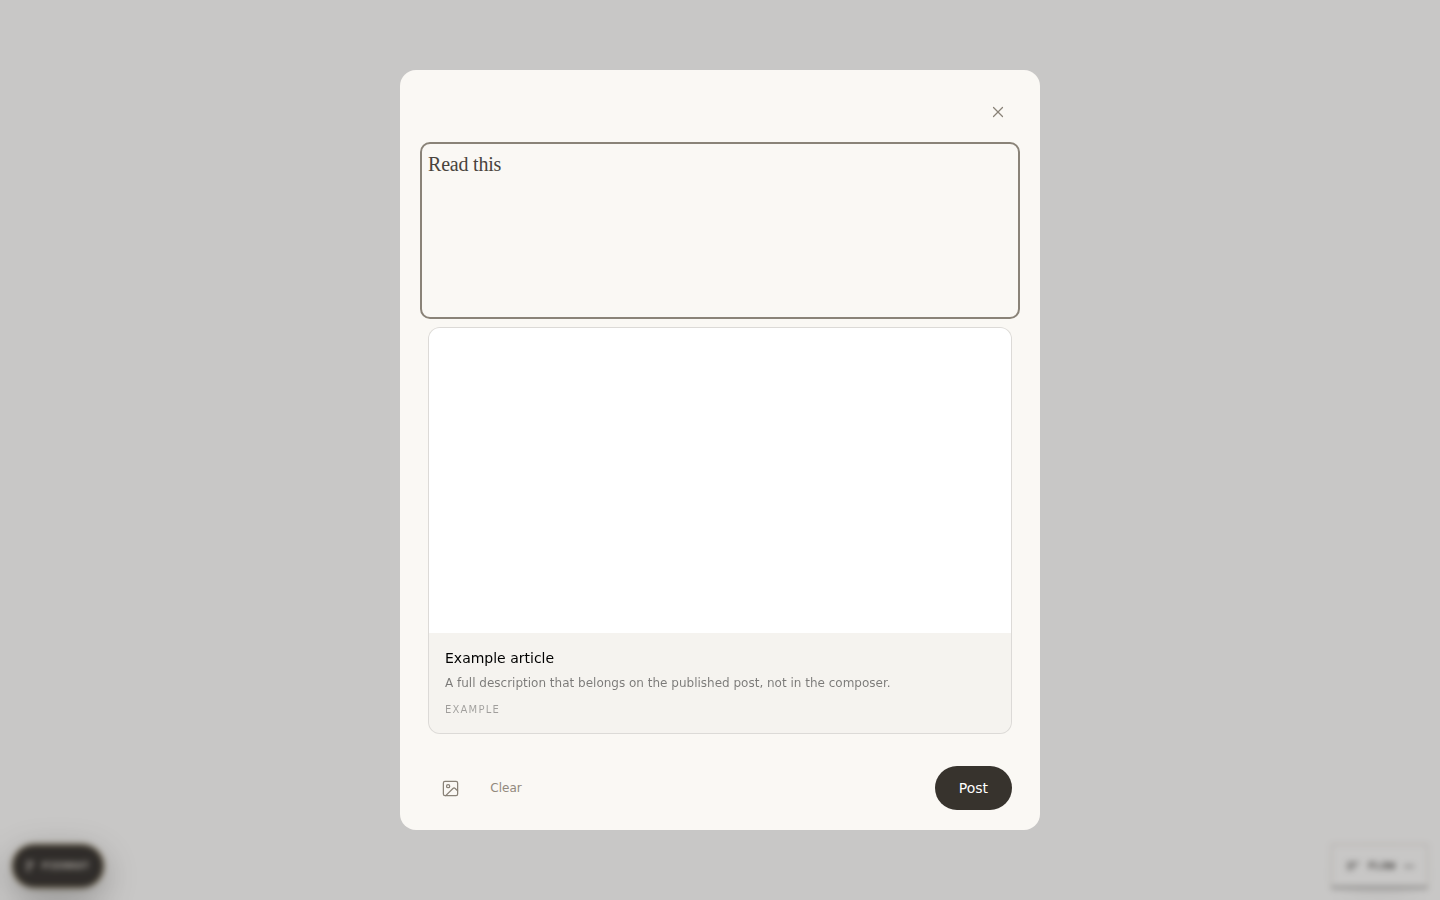 Read this
Example article
A full description that belongs on the published post, not in the composer.
EXAMPLE
Clear
Post